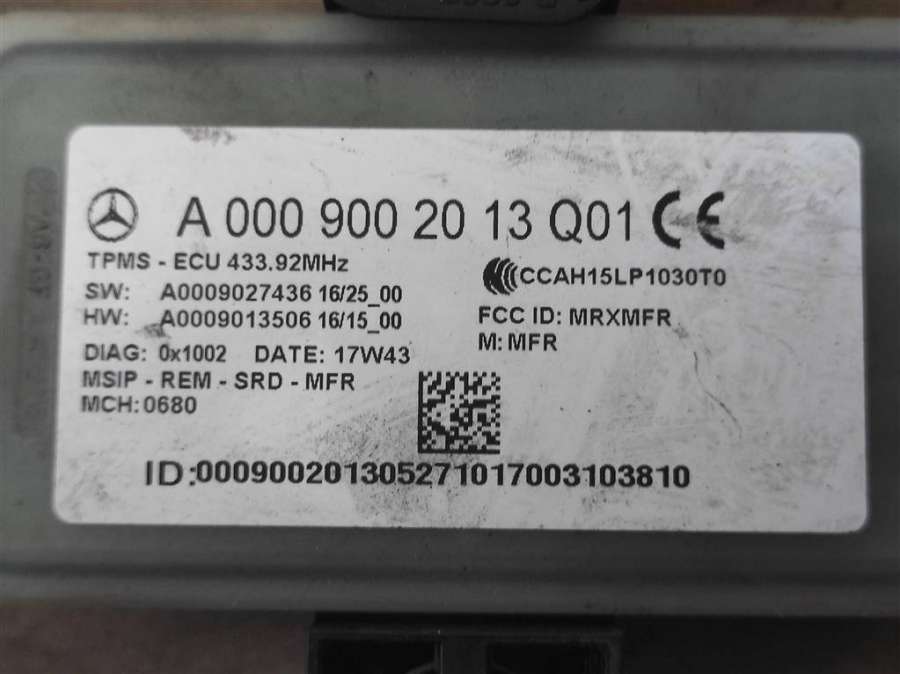 A 000 900 20 13 Q01 CE
TPMS - ECU 433.92MHz
CCAH15LP1030T0
SW: A0009027436 16/25_00
HW: A0009013506 16/15_00
FCC ID: MRXMFR
M: MFR
DIAG: 0x1002 DATE: 17W43
MSIP - REM - SRD - MFR
MCH: 0680
ID:000900201305271017003103810